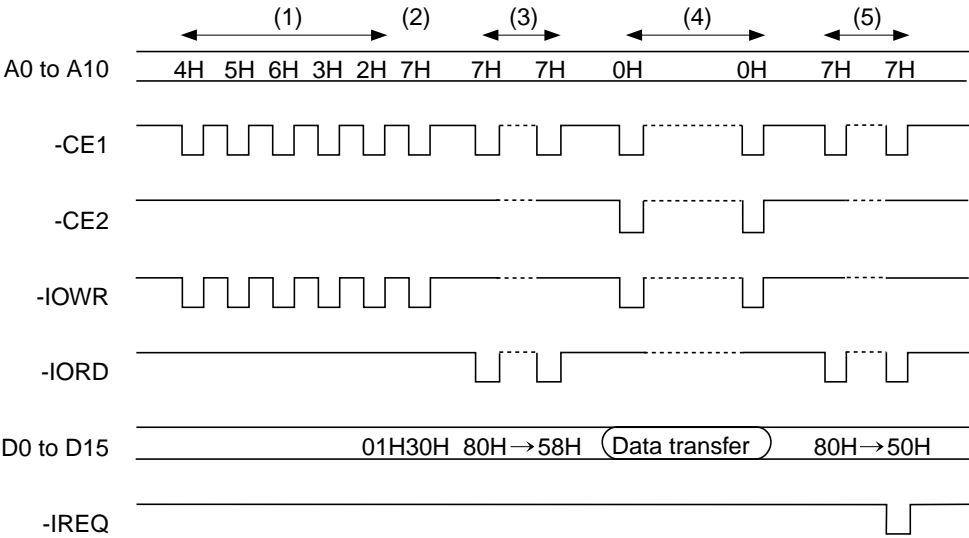 (1) (2) (3) (4) (5)
A0 to A10 4H 5H 6H 3H 2H 7H 7H 7H 0H 0H 7H 7H
-CE1
-CE2
-IOWR
-IORD
D0 to D15 01H30H 80H→58H Data transfer 80H→50H
-IREQ